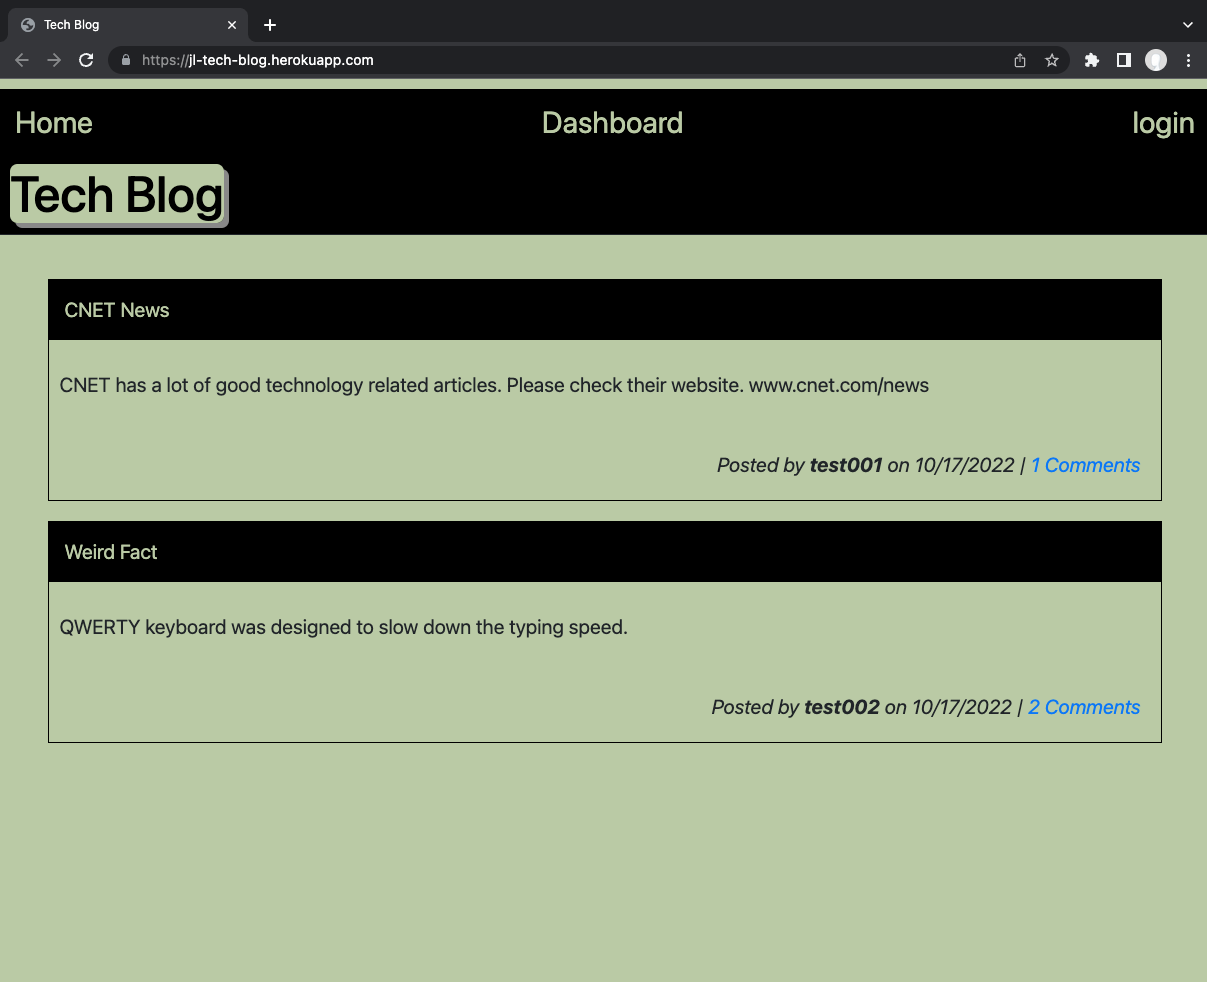 Tech Blog
https://jl-tech-blog.herokuapp.com
Home Dashboard login
Tech Blog
CNET News
CNET has a lot of good technology related articles. Please check their website. www.cnet.com/news
Posted by test001 on 10/17/2022 | 1 Comments
Weird Fact
QWERTY keyboard was designed to slow down the typing speed.
Posted by test002 on 10/17/2022 | 2 Comments